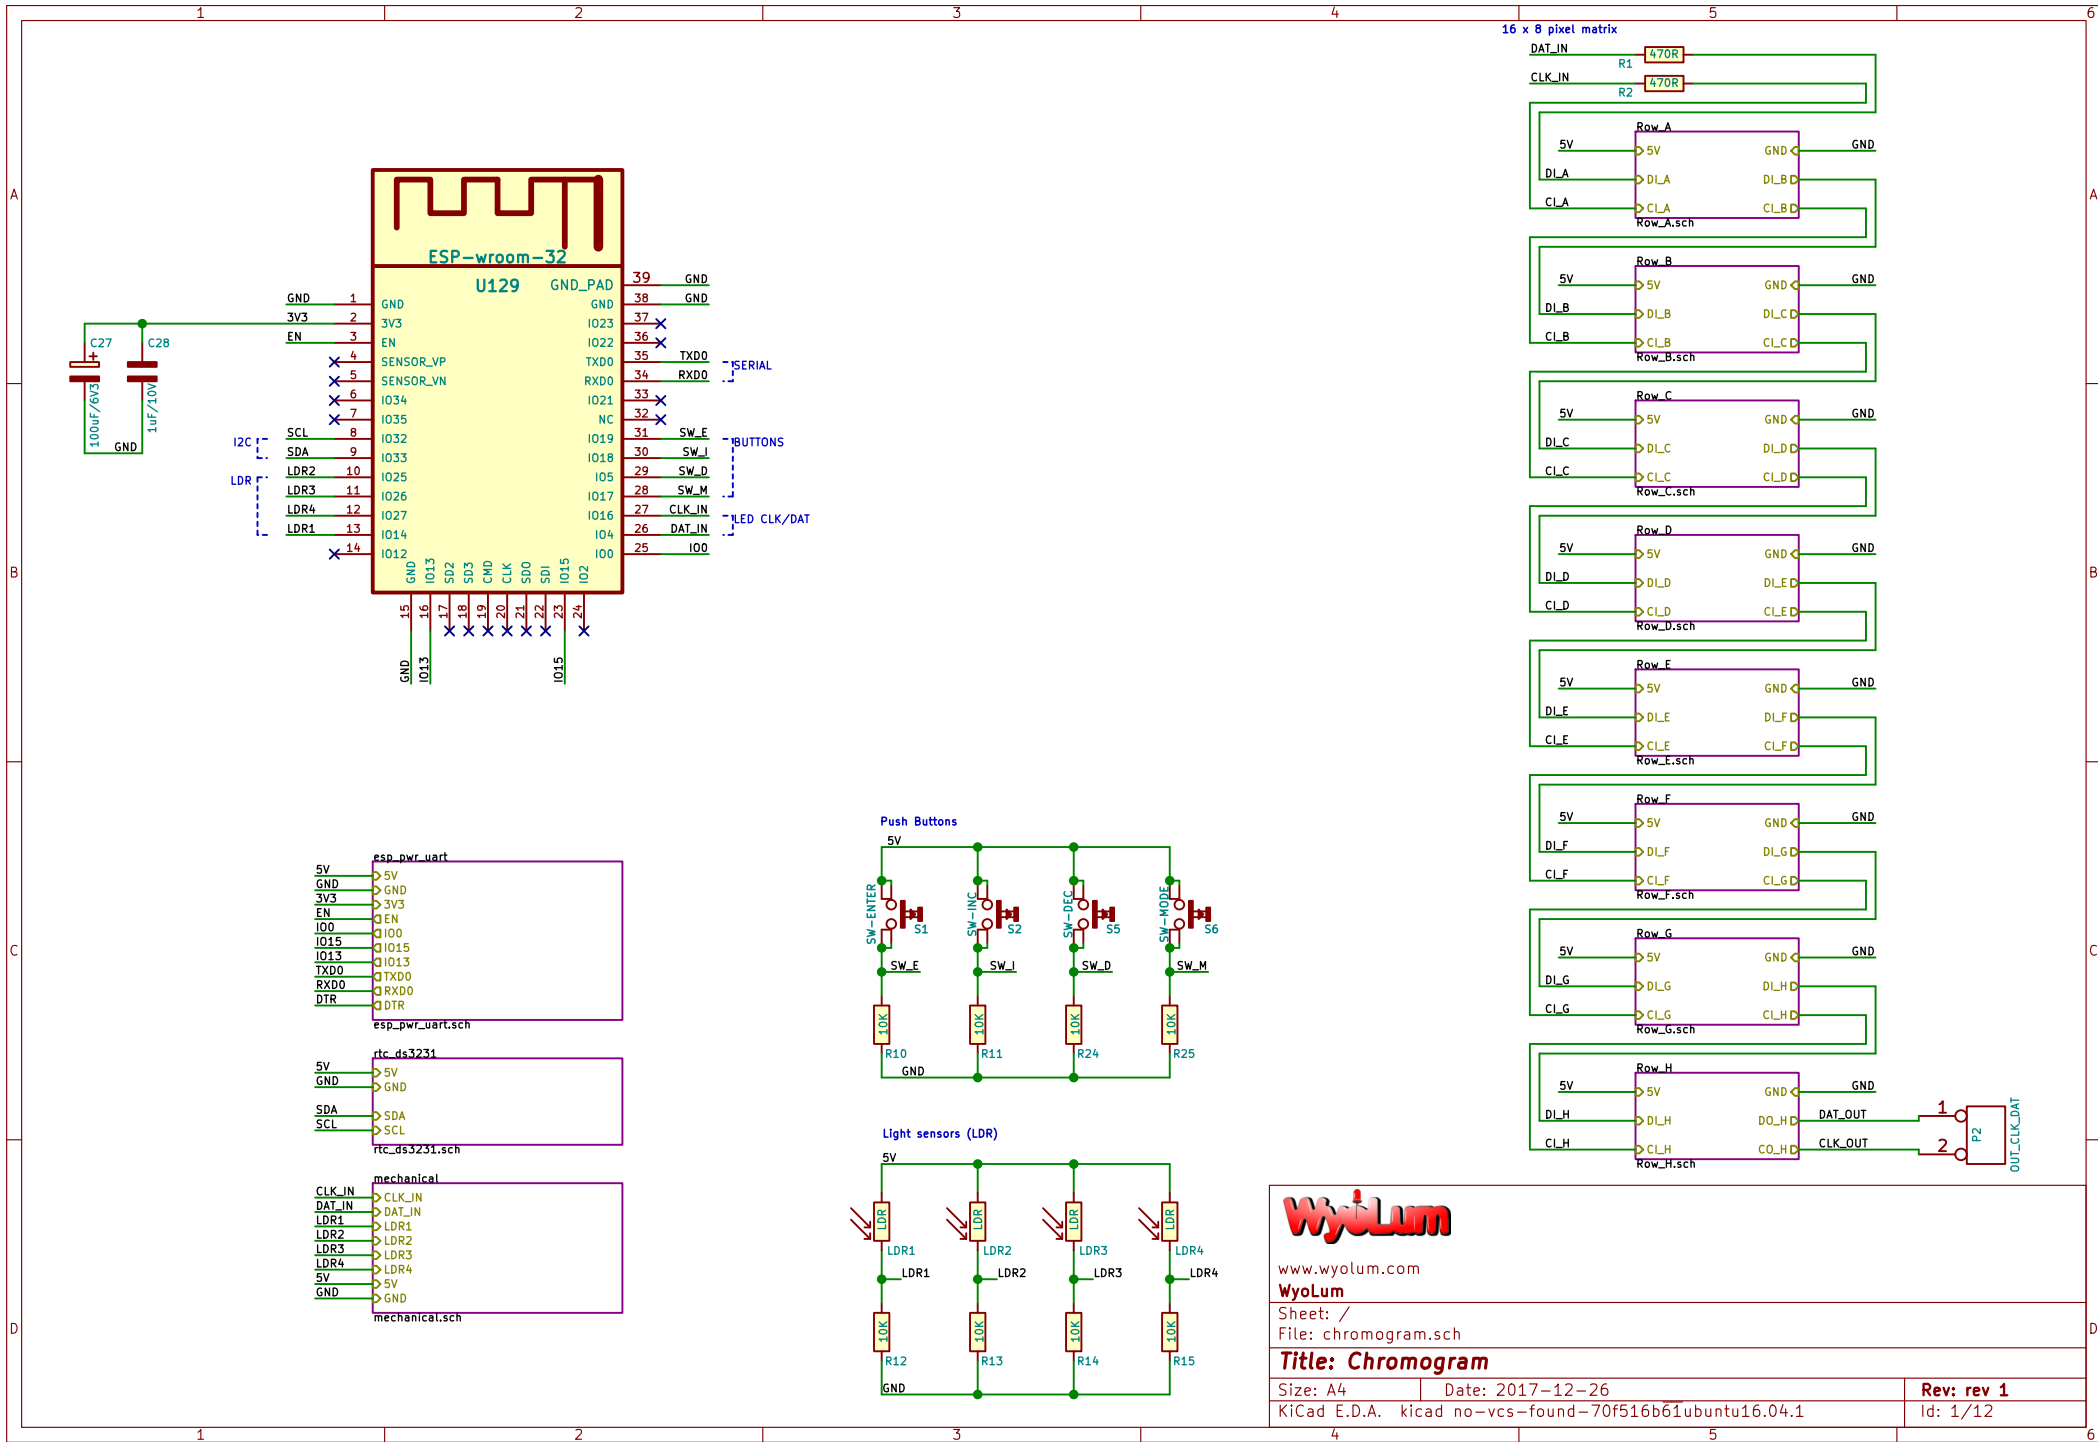 1 2 3 4 5 6
16 x 8 pixel matrix
DAT_IN 470R
R1
CLK_IN 470R
R2
Row_A
5V 5V GND GND
DI_A DI_A DI_B
CI_A CI_A CI_B
Row_A.sch
Row_B
5V 5V GND GND
DI_B DI_B DI_C
CI_B CI_B CI_C
Row_B.sch
Row_C
5V 5V GND GND
DI_C DI_C DI_D
CI_C CI_C CI_D
Row_C.sch
Row_D
5V 5V GND GND
DI_D DI_D DI_E
CI_D CI_D CI_E
Row_D.sch
Row_E
5V 5V GND GND
DI_E DI_E DI_F
CI_E CI_E CI_F
Row_E.sch
Row_F
5V 5V GND GND
DI_F DI_F DI_G
CI_F CI_F CI_G
Row_F.sch
Row_G
5V 5V GND GND
DI_G DI_G DI_H
CI_G CI_G CI_H
Row_G.sch
Row_H
5V 5V GND GND
DI_H DI_H DO_H DAT_OUT 1
CI_H CI_H CO_H CLK_OUT 2
Row_H.sch
P2
OUT_CLK_DAT
A A
B B
C C
D D
ESP-wroom-32
U129
GND_PAD 39 GND
GND 1 GND GND 38 GND
3V3 2 3V3 IO23 37
EN 3 EN IO22 36
4 SENSOR_VP TXD0 35 TXD0
SERIAL
5 SENSOR_VN RXD0 34 RXD0
6 IO34 IO21 33
7 IO35 NC 32
I2C SCL 8 IO32 IO19 31 SW_E BUTTONS
SDA 9 IO33 IO18 30 SW_I
LDR LDR2 10 IO25 IO5 29 SW_D
LDR3 11 IO26 IO17 28 SW_M
LDR4 12 IO27 IO16 27 CLK_IN LED CLK/DAT
LDR1 13 IO14 IO4 26 DAT_IN
14 IO12 IO0 25 IO0
GND IO13 SD2 SD3 CMD CLK SDO SDI IO15 IO2
15 16 17 18 19 20 21 22 23 24
GND IO13 IO15
C27 C28
+
100uF/6V3 1uF/10V
GND
esp_pwr_uart
5V 5V
GND GND
3V3 3V3
EN EN
IO0 IO0
IO15 IO15
IO13 IO13
TXD0 TXD0
RXD0 RXD0
DTR DTR
esp_pwr_uart.sch
rtc_ds3231
5V 5V
GND GND
SDA SDA
SCL SCL
rtc_ds3231.sch
mechanical
CLK_IN CLK_IN
DAT_IN DAT_IN
LDR1 LDR1
LDR2 LDR2
LDR3 LDR3
LDR4 LDR4
5V 5V
GND GND
mechanical.sch
Push Buttons
5V
SW-ENTER SW-INC SW-DEC SW-MODE
S1 S2 S5 S6
SW_E SW_I SW_D SW_M
10K 10K 10K 10K
R10 R11 R24 R25
GND
Light sensors (LDR)
5V
LDR LDR LDR LDR
LDR1 LDR2 LDR3 LDR4
LDR1 LDR2 LDR3 LDR4
10K 10K 10K 10K
R12 R13 R14 R15
GND
WyoLum
www.wyolum.com
WyoLum
Sheet: /
File: chromogram.sch
Title: Chromogram
Size: A4 Date: 2017-12-26 Rev: rev 1
KiCad E.D.A. kicad no-vcs-found-70f516b61ubuntu16.04.1 Id: 1/12
1 2 3 4 5 6